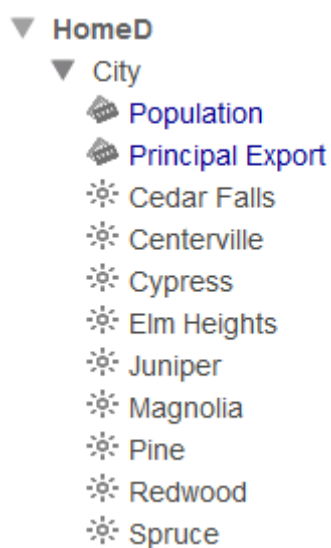 HomeD
City
Population
Principal Export
Cedar Falls
Centerville
Cypress
Elm Heights
Juniper
Magnolia
Pine
Redwood
Spruce